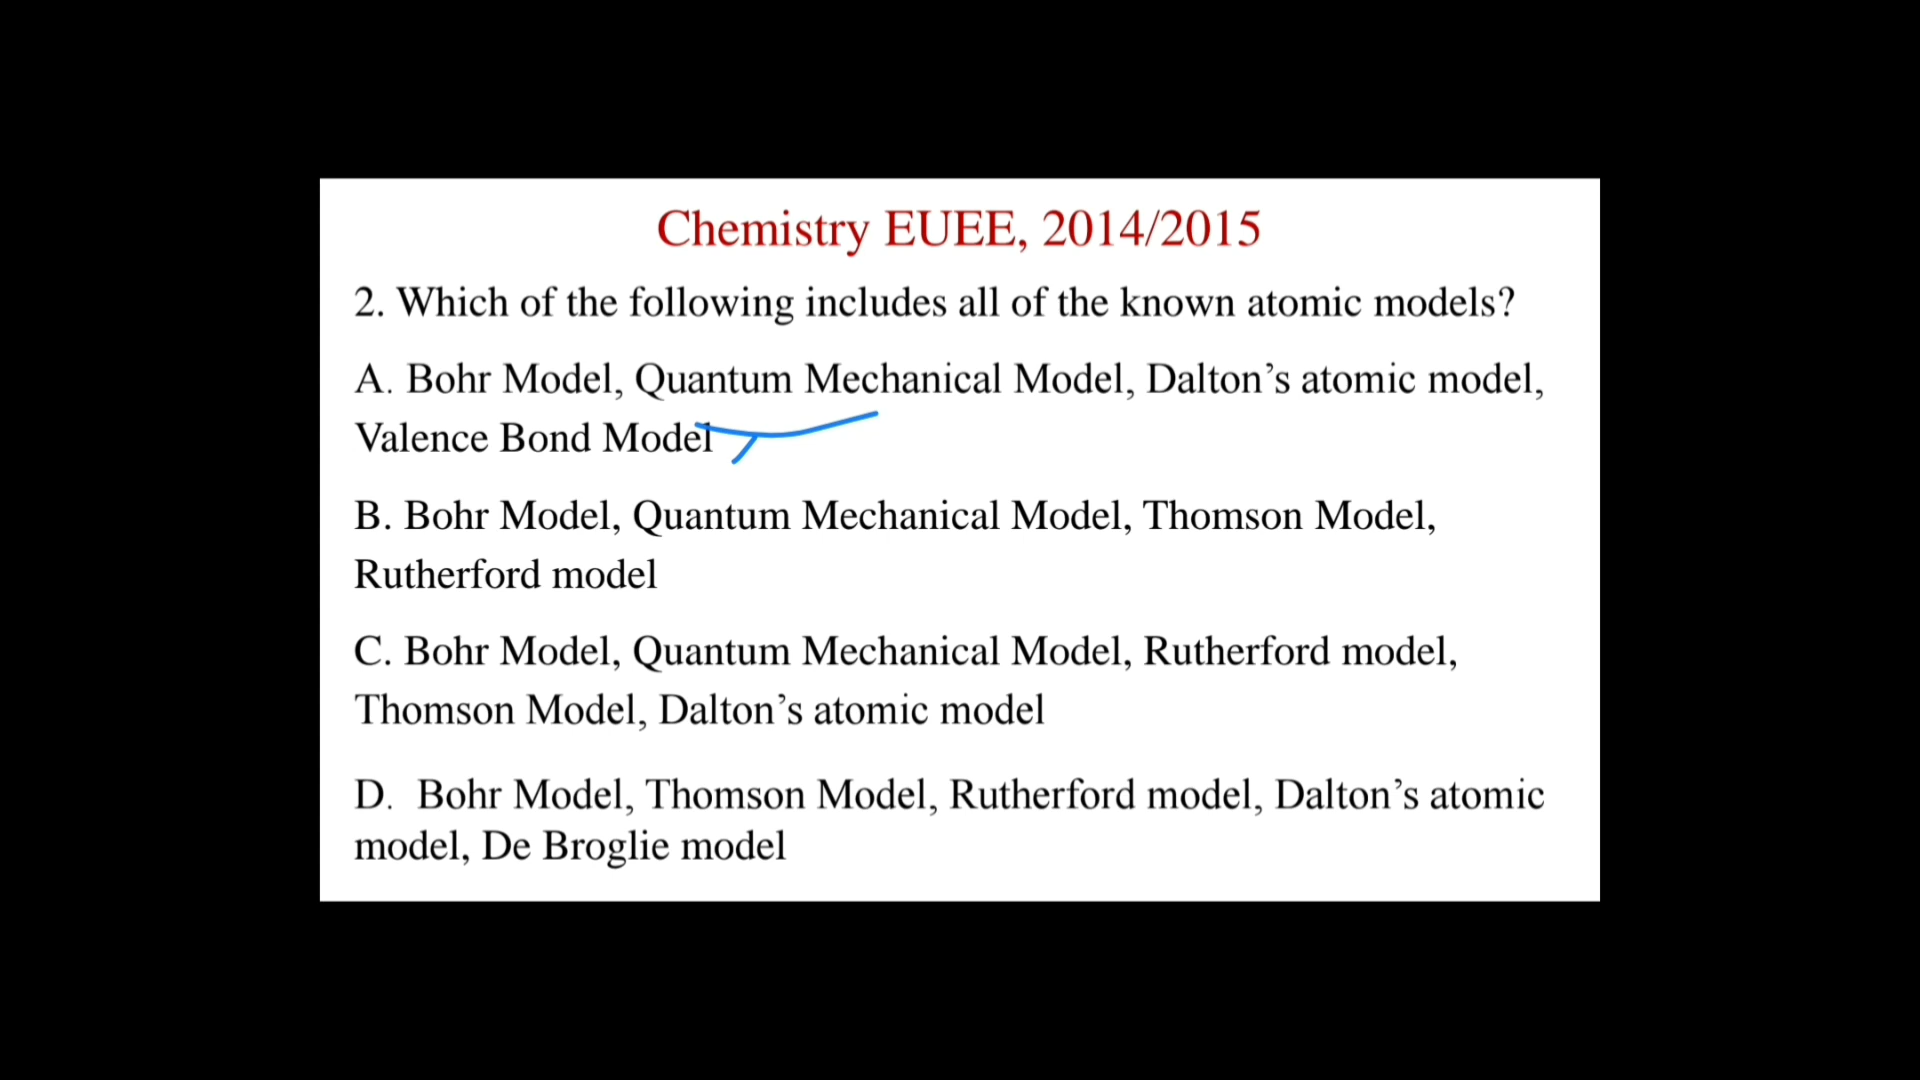 Chemistry EUEE, 2014/2015
2. Which of the following includes all of the known atomic models?
A. Bohr Model, Quantum Mechanical Model, Dalton’s atomic model,
Valence Bond Model
B. Bohr Model, Quantum Mechanical Model, Thomson Model,
Rutherford model
C. Bohr Model, Quantum Mechanical Model, Rutherford model,
Thomson Model, Dalton’s atomic model
D. Bohr Model, Thomson Model, Rutherford model, Dalton’s atomic
model, De Broglie model